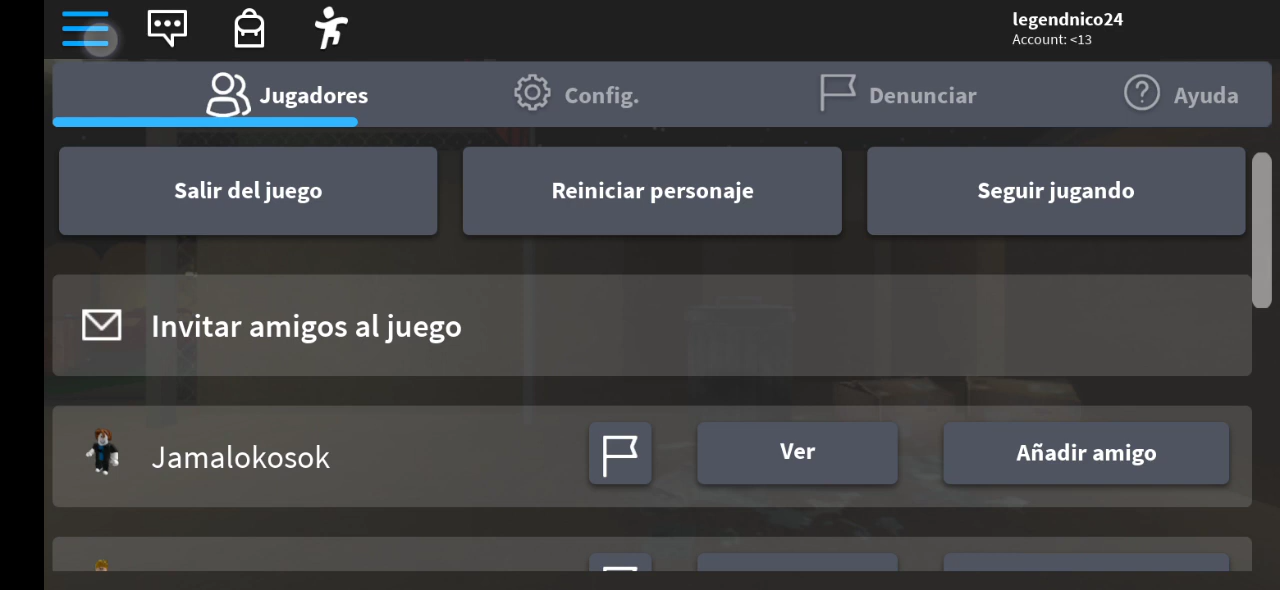 legendnico24
Account: <13
Jugadores
Config.
Denunciar
Ayuda
Salir del juego
Reiniciar personaje
Seguir jugando
Invitar amigos al juego
Jamalokosok
Ver
Añadir amigo